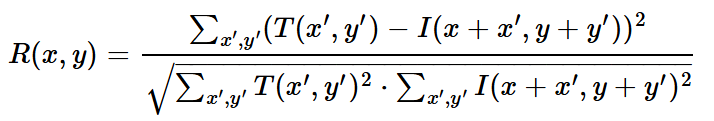 R(x, y) = \frac{\sum_{x',y'}(T(x', y') − I(x + x', y + y'))^2}{\sqrt{\sum_{x',y'} T(x', y')^2 \cdot \sum_{x',y'} I(x + x', y + y')^2}}